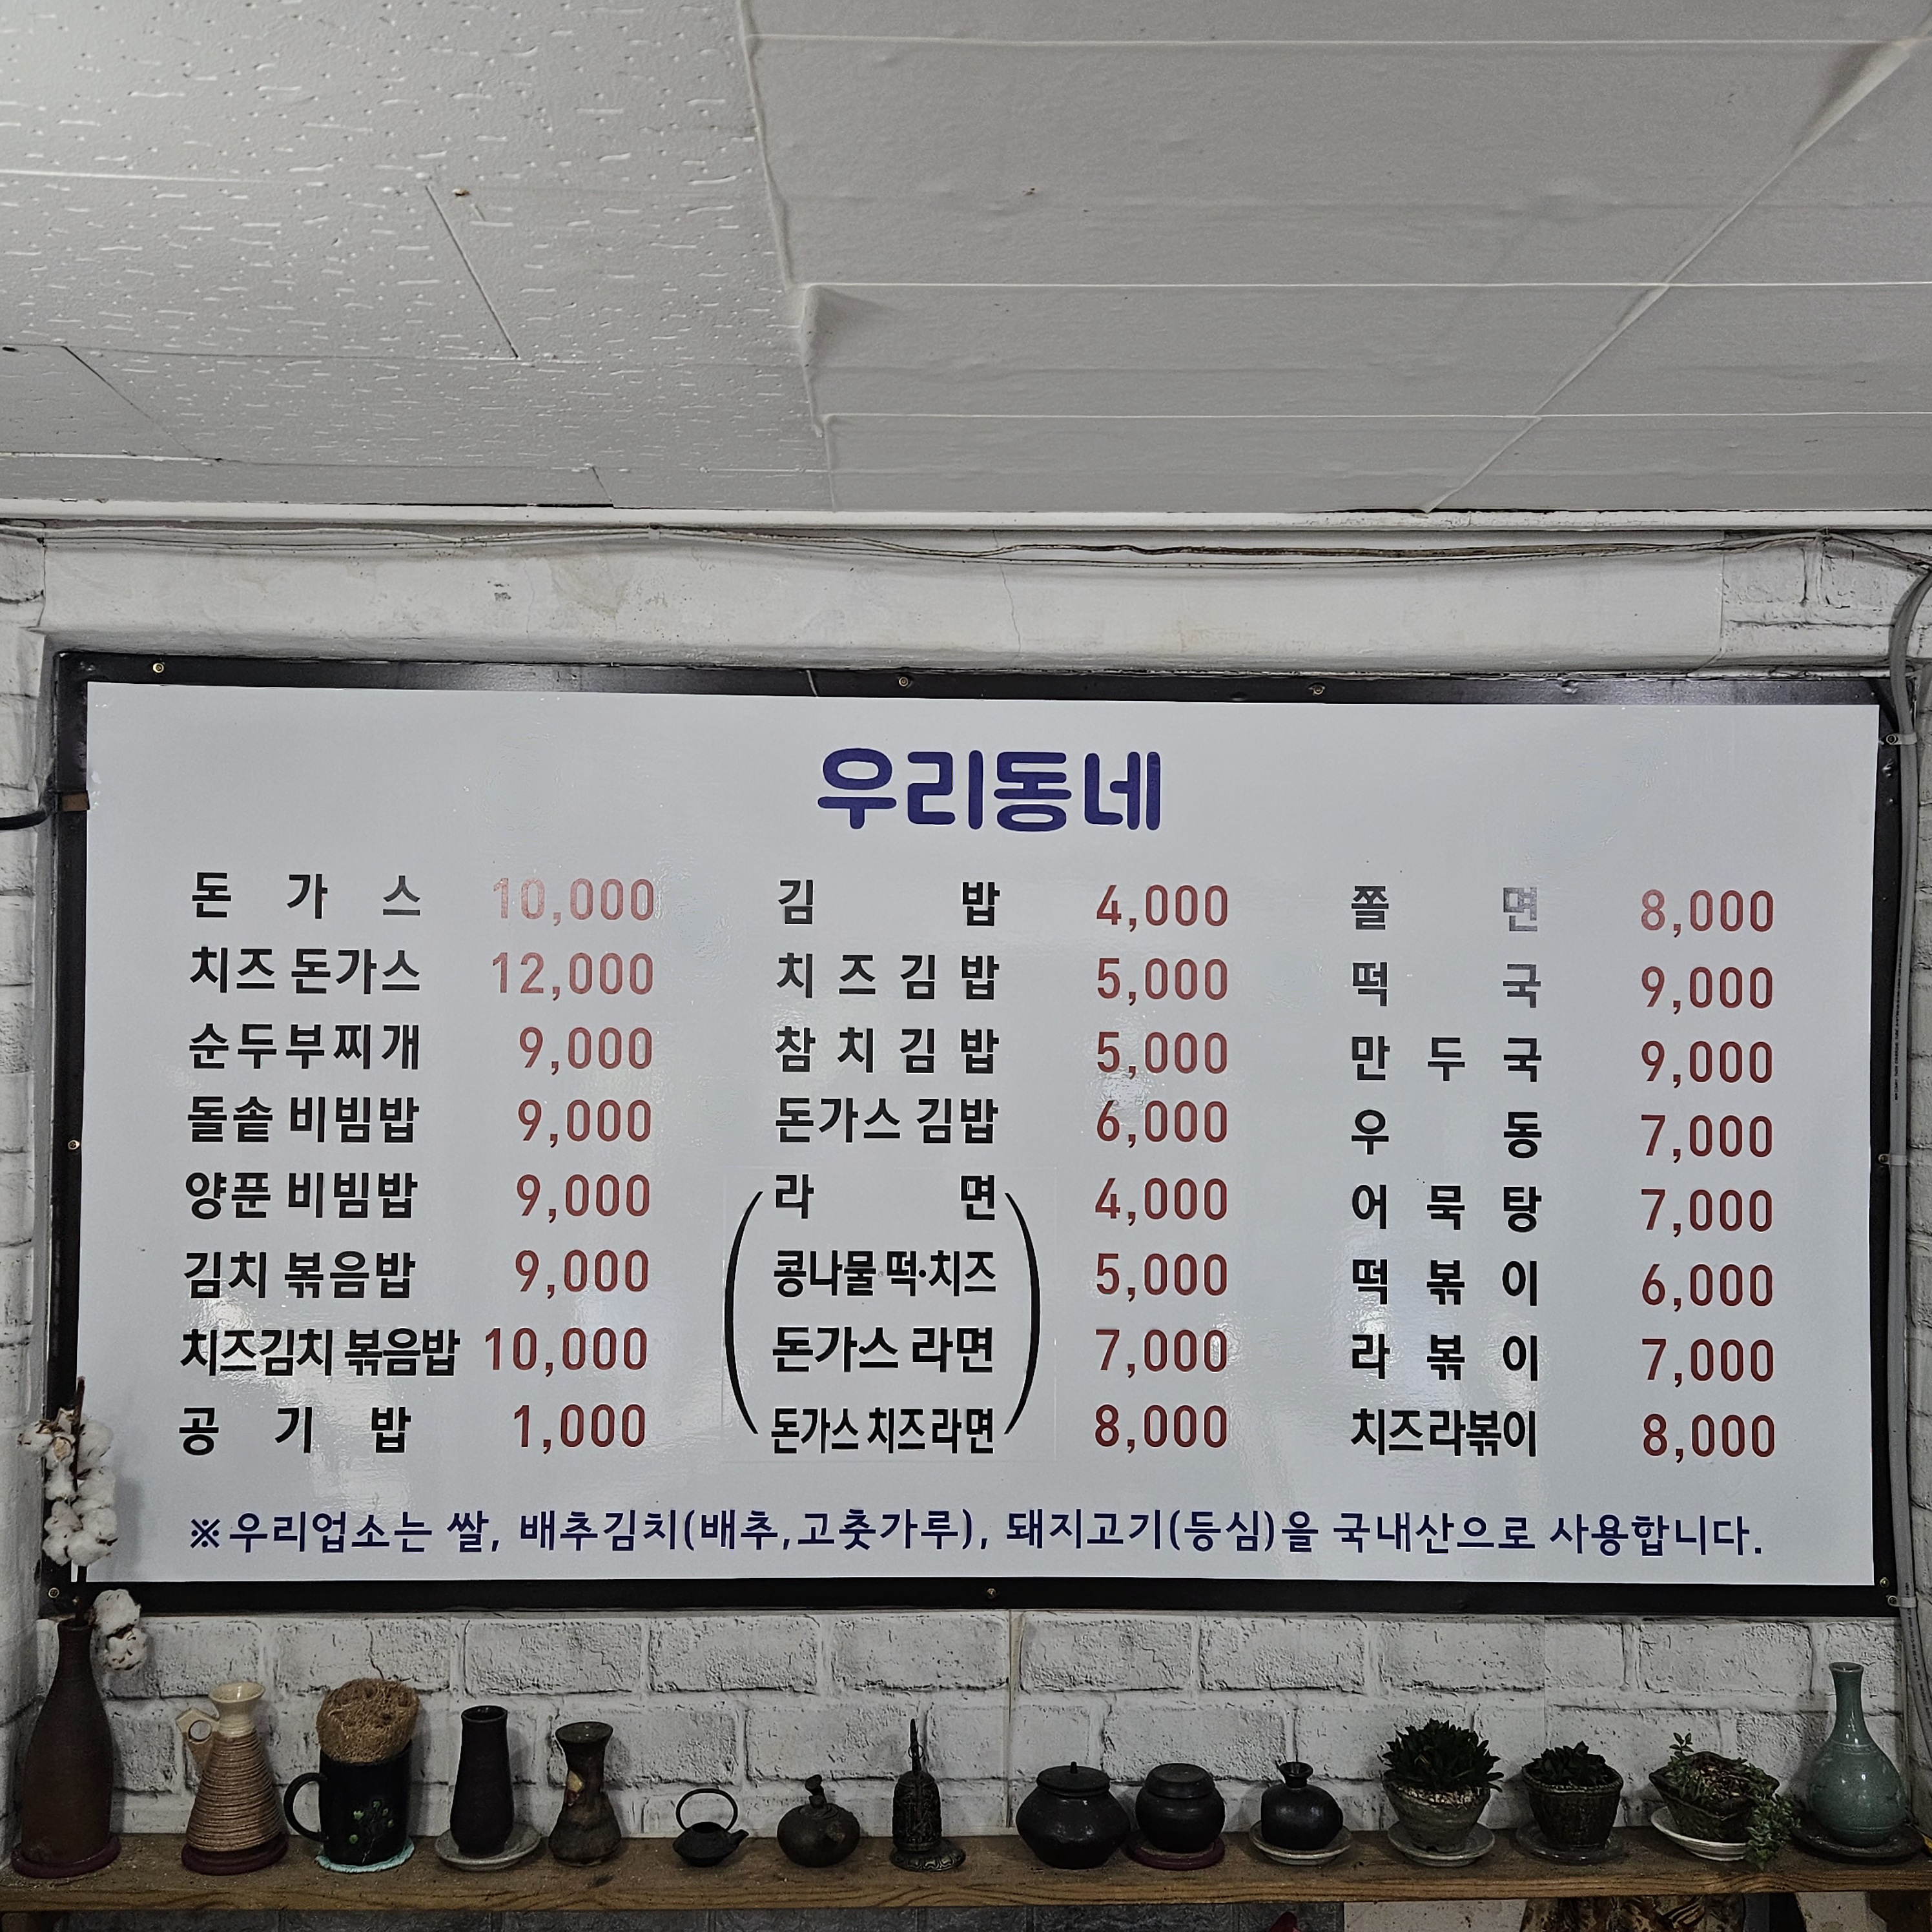 우리동네
돈가스 10,000
치즈 돈가스 12,000
순두부찌개 9,000
돌솥 비빔밥 9,000
양푼 비빔밥 9,000
김치 볶음밥 9,000
치즈김치 볶음밥 10,000
공기밥 1,000
김밥 4,000
치즈김밥 5,000
참치김밥 5,000
돈가스 김밥 6,000
라면 4,000
콩나물·떡·치즈 5,000
돈가스 라면 7,000
돈가스 치즈라면 8,000
쫄면 8,000
떡국 9,000
만두국 9,000
우동 7,000
어묵탕 7,000
떡볶이 6,000
라볶이 7,000
치즈라볶이 8,000
※우리업소는 쌀, 배추김치(배추,고춧가루), 돼지고기(등심)을 국내산으로 사용합니다.